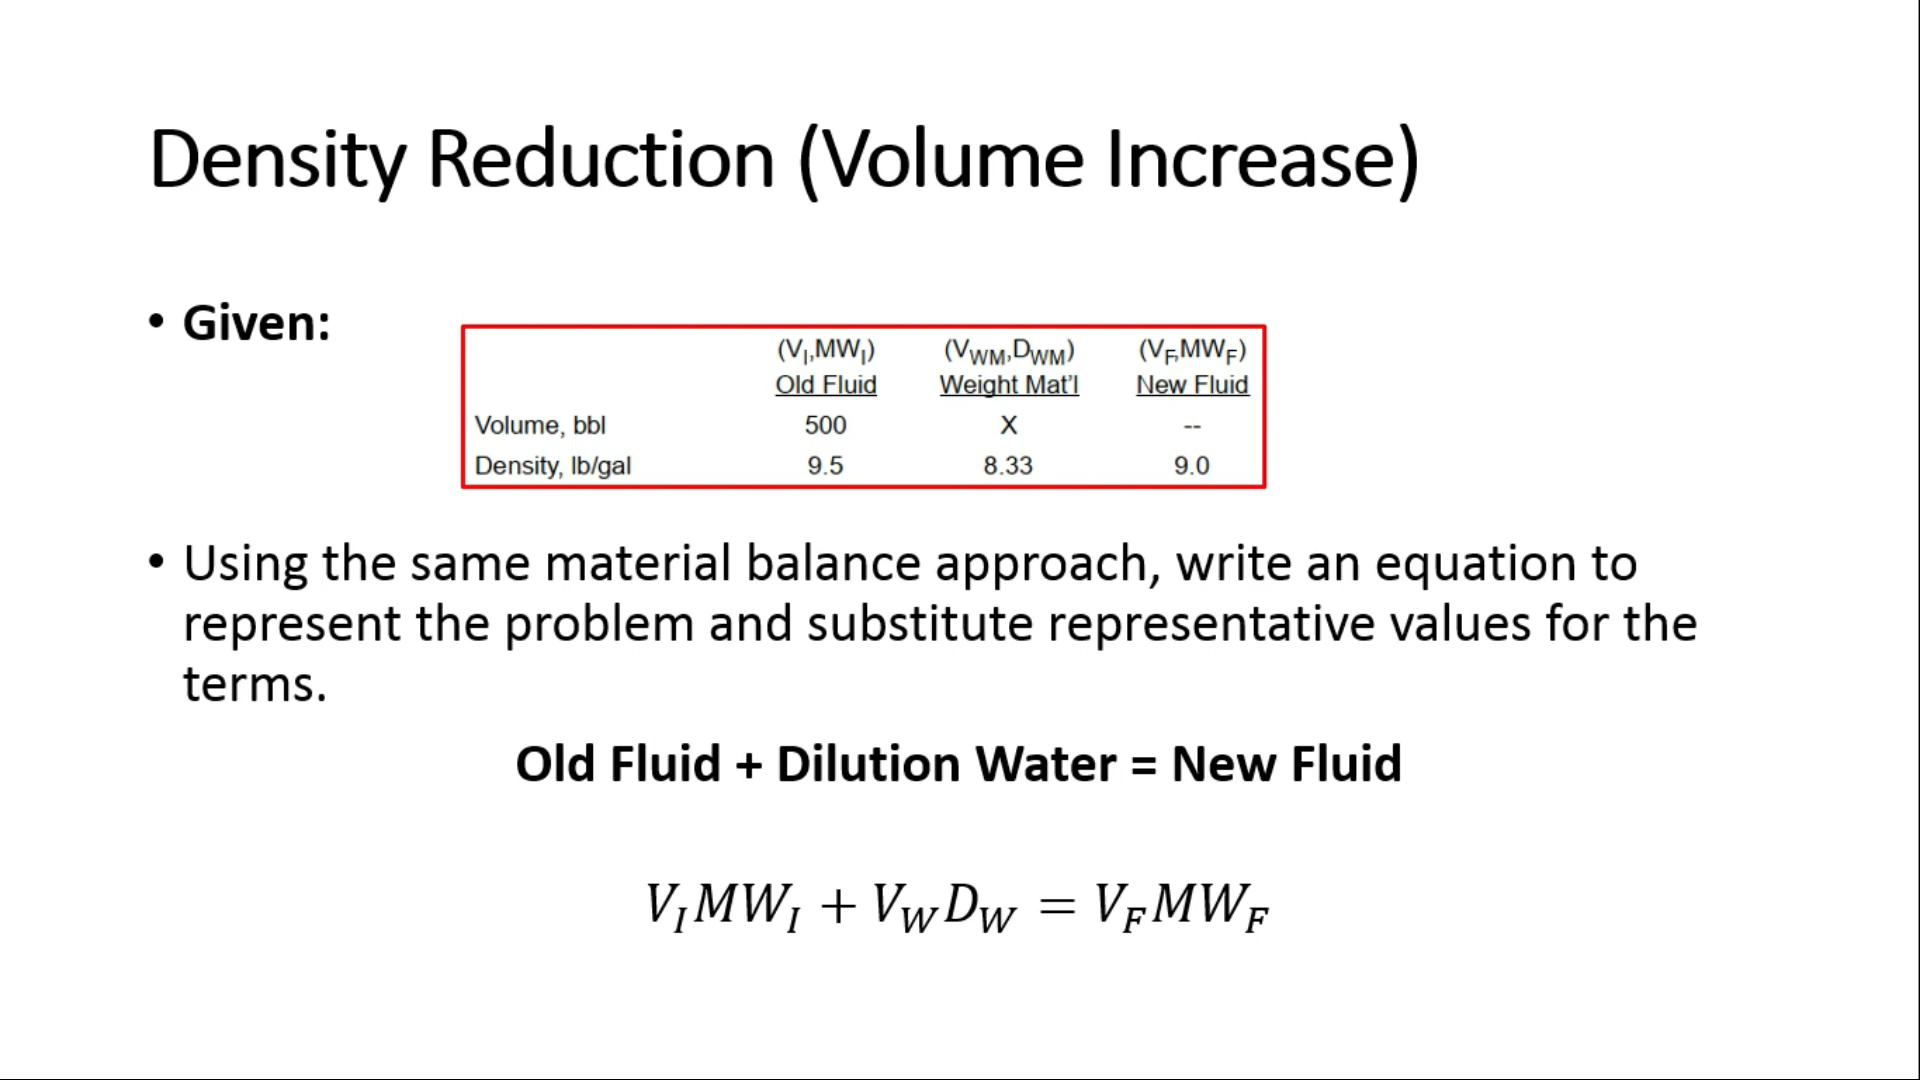 Density Reduction (Volume Increase)
• Given:
(V_I,MW_I) (V_WM,D_WM) (V_F,MW_F)
Old Fluid Weight Mat'l New Fluid
Volume, bbl 500 X --
Density, lb/gal 9.5 8.33 9.0
• Using the same material balance approach, write an equation to
represent the problem and substitute representative values for the
terms.
Old Fluid + Dilution Water = New Fluid
V_I MW_I + V_W D_W = V_F MW_F